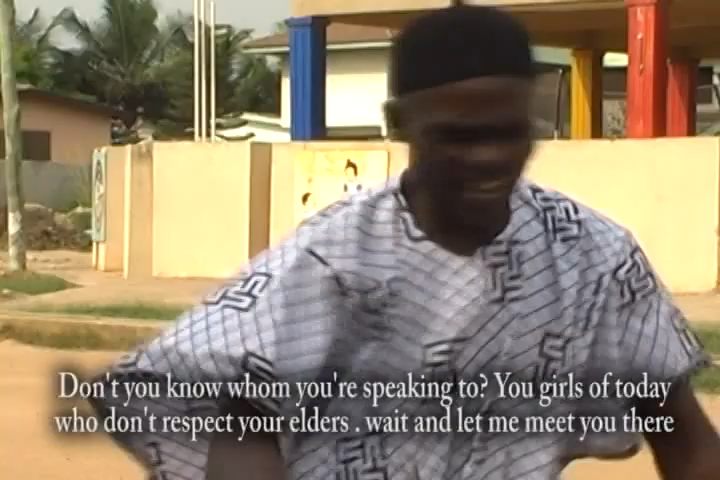 Don't you know whom you're speaking to? You girls of today
who don't respect your elders . wait and let me meet you there